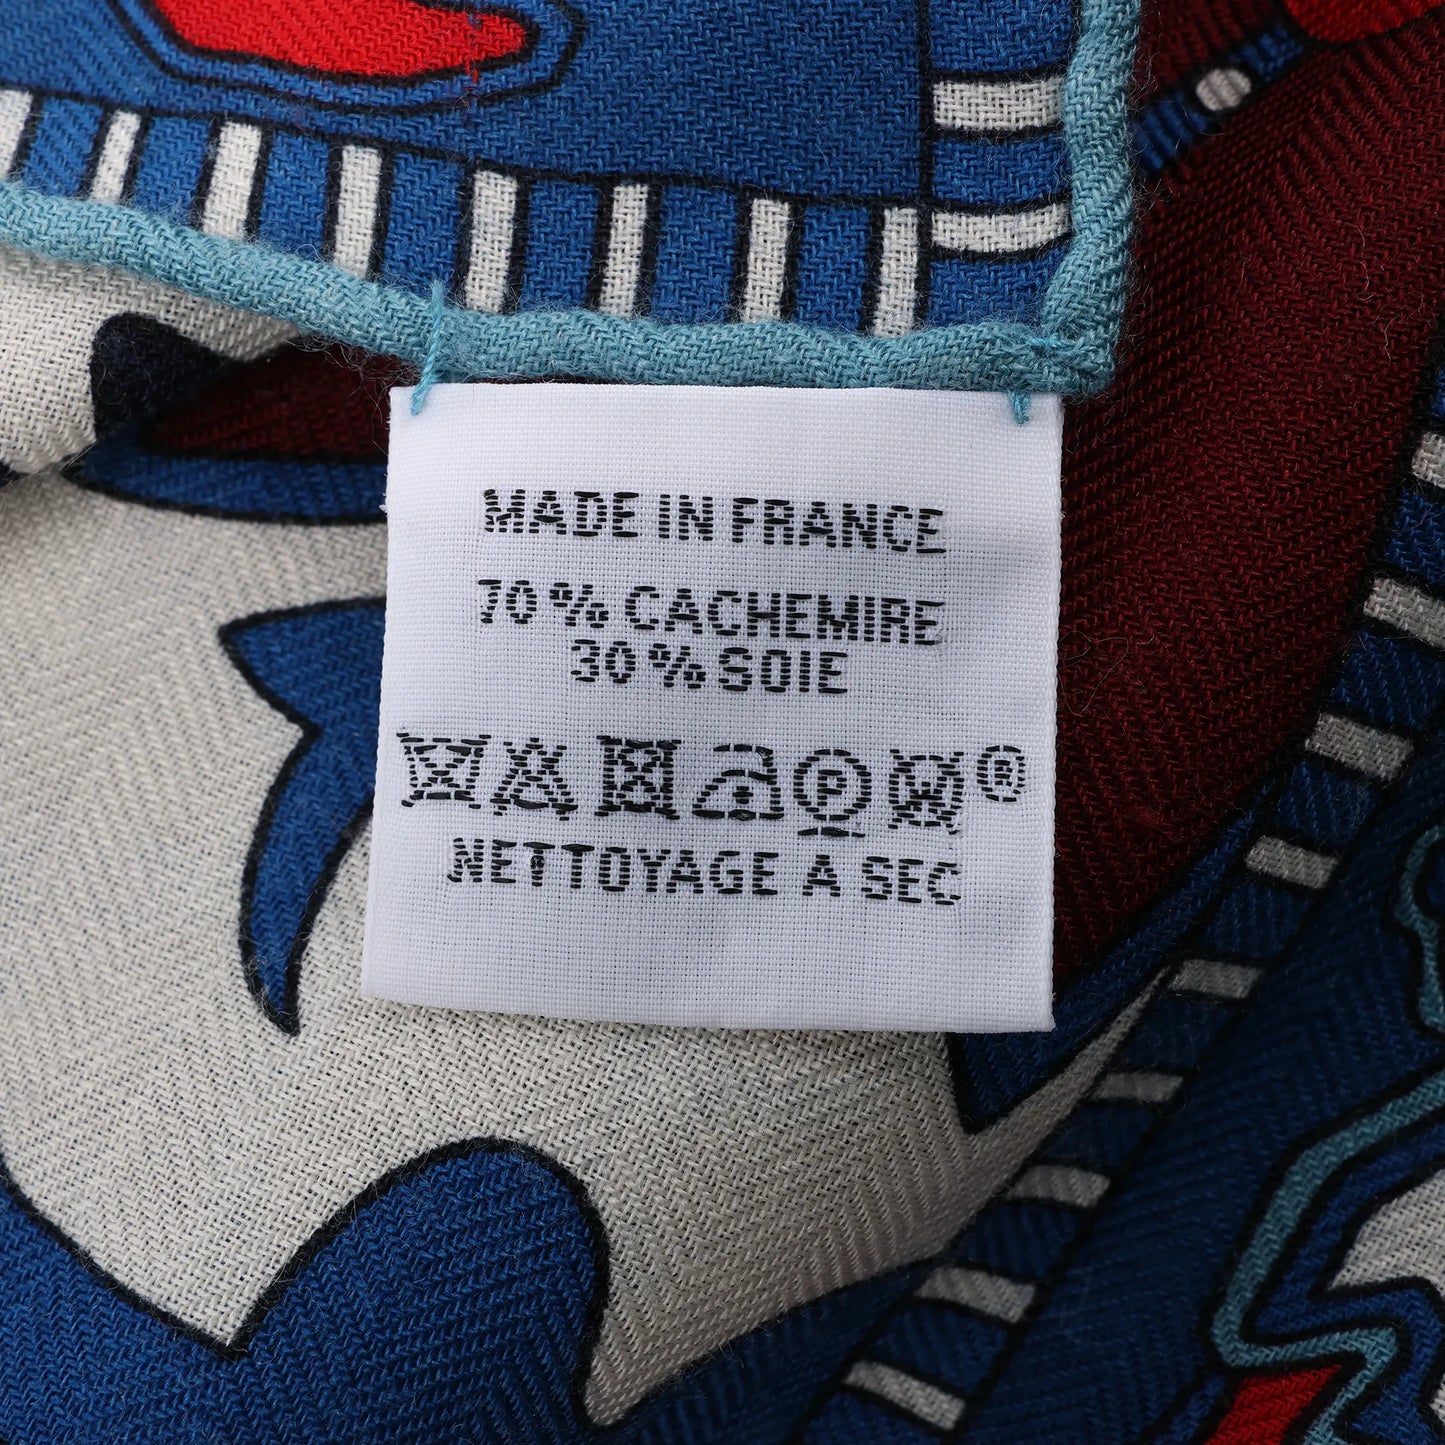 MADE IN FRANCE
70% CACHEMIRE
30% SOIE
P W ®
NETTOYAGE A SEC